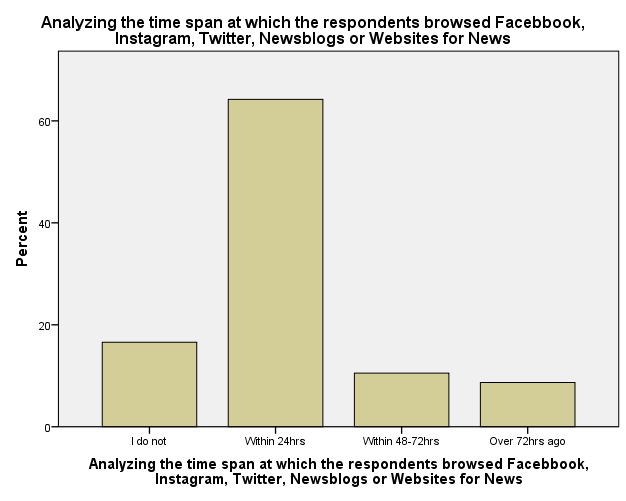 Analyzing the time span at which the respondents browsed Facebbook,
Instagram, Twitter, Newsblogs or Websites for News
Percent
60
40
20
0
I do not
Within 24hrs
Within 48-72hrs
Over 72hrs ago
Analyzing the time span at which the respondents browsed Facebbook,
Instagram, Twitter, Newsblogs or Websites for News